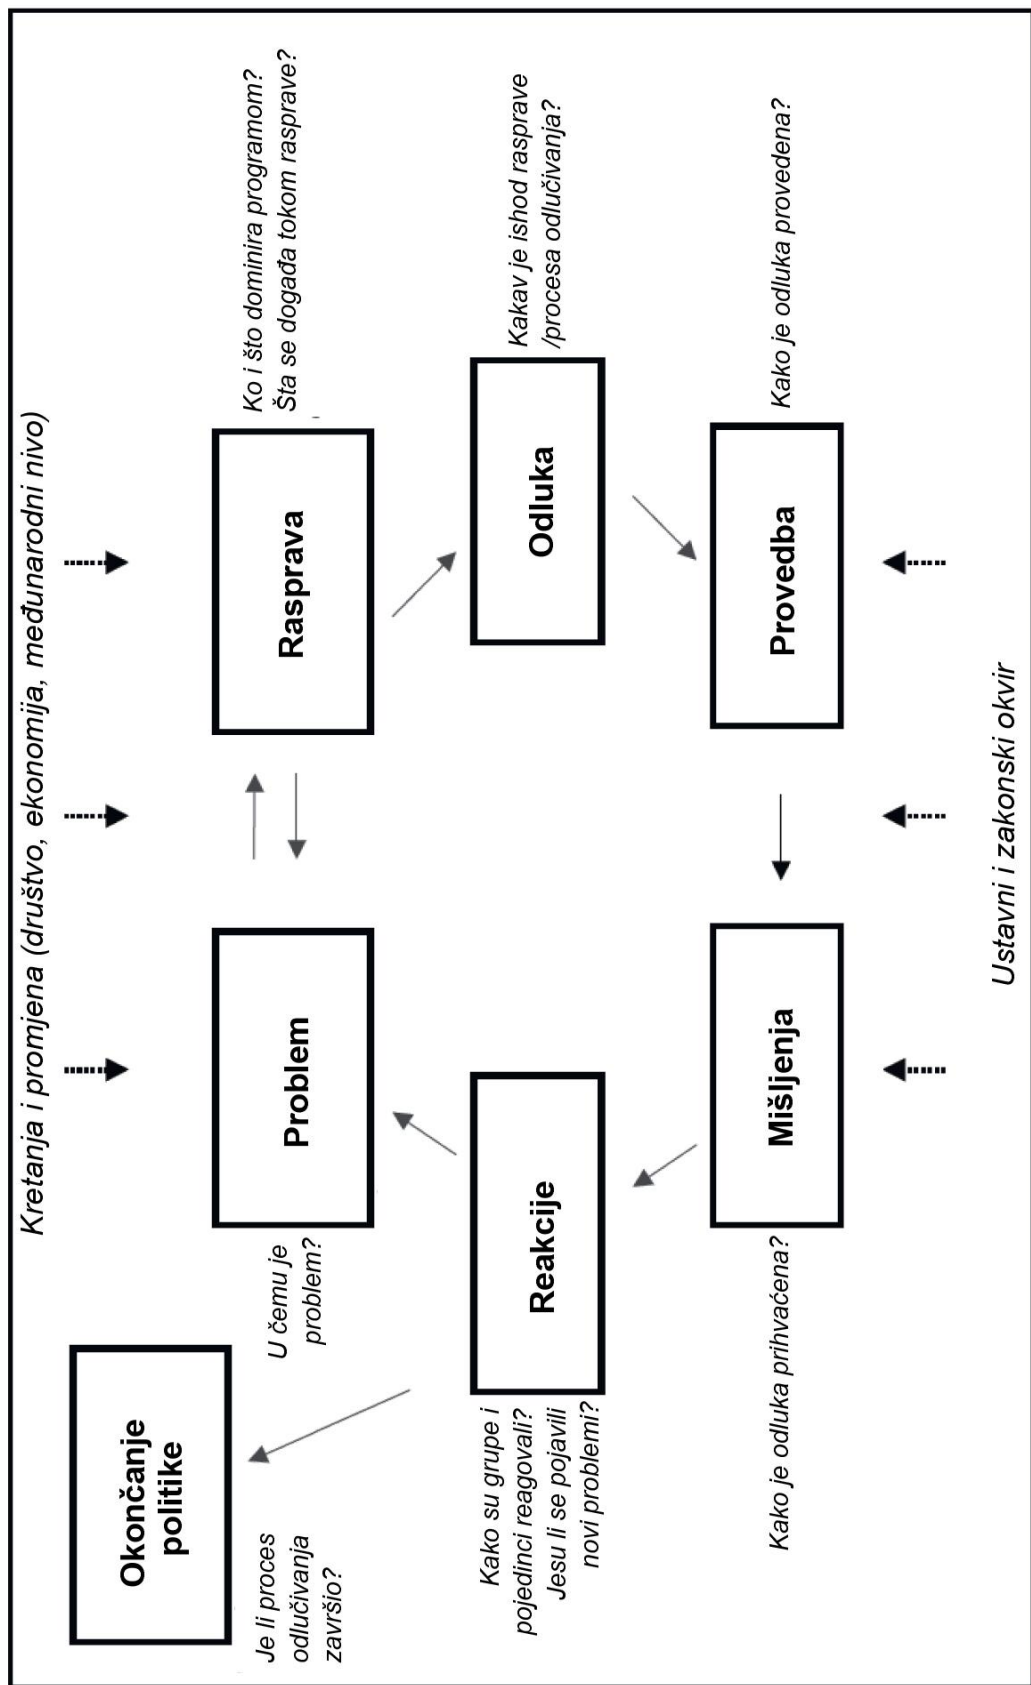 Kretanja i promjena (društvo, ekonomija, međunarodni nivo)
Okončanje
politike
Je li proces
odlučivanja
završio?
Problem
U čemu je
problem?
Rasprava
Ko i što dominira programom?
Šta se događa tokom rasprave?
Reakcije
Kako su grupe i
pojedinci reagovali?
Jesu li se pojavili
novi problemi?
Odluka
Kakav je ishod rasprave
/procesa odlučivanja?
Mišljenja
Kako je odluka prihvaćena?
Provedba
Kako je odluka provedena?
Ustavni i zakonski okvir